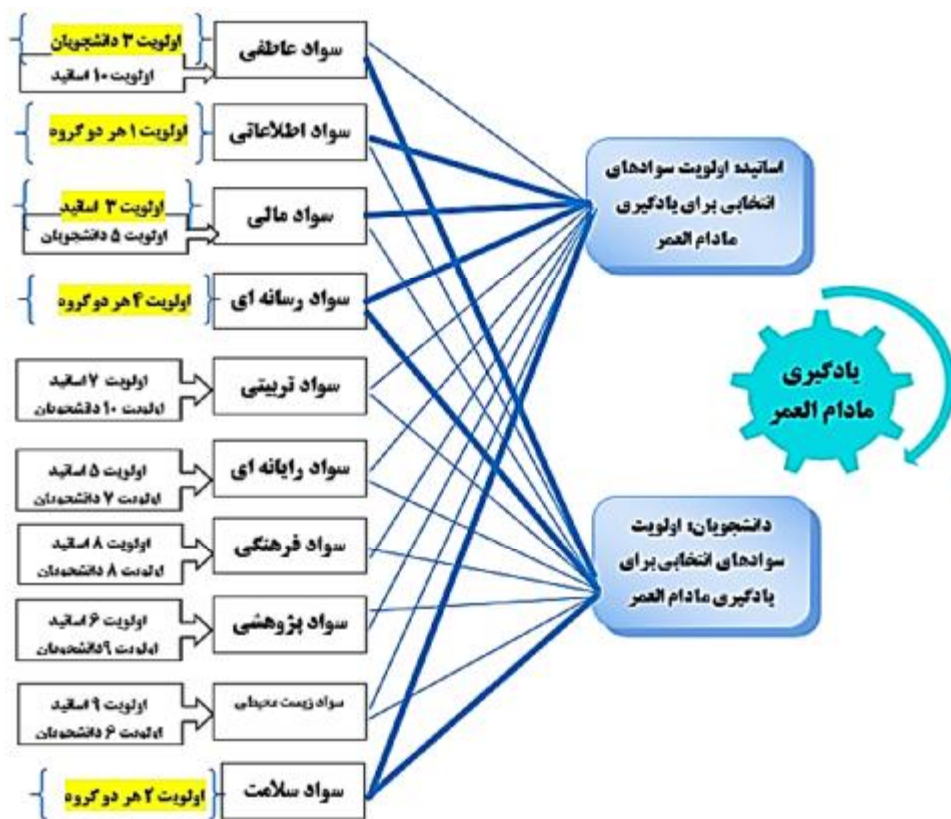 سواد عاطفی
اولویت ۳ دانشجویان
اولویت ۱۰ اساتید
سواد اطلاعاتی
اولویت ۱ هر دو گروه
سواد مالی
اولویت ۳ اساتید
اولویت ۵ دانشجویان
سواد رسانه ای
اولویت ۴ هر دو گروه
سواد تربیتی
اولویت ۷ اساتید
اولویت ۱۰ دانشجویان
سواد رایانه ای
اولویت ۵ اساتید
اولویت ۷ دانشجویان
سواد فرهنگی
اولویت ۸ اساتید
اولویت ۸ دانشجویان
سواد پژوهشی
اولویت ۶ اساتید
اولویت ۹ دانشجویان
سواد زیست محیطی
اولویت ۹ اساتید
اولویت ۶ دانشجویان
سواد سلامت
اولویت ۲ هر دو گروه
اساتید: اولویت سوادهای
انتخابی برای یادگیری
مادام العمر
یادگیری
مادام العمر
دانشجویان: اولویت
سوادهای انتخابی برای
یادگیری مادام العمر